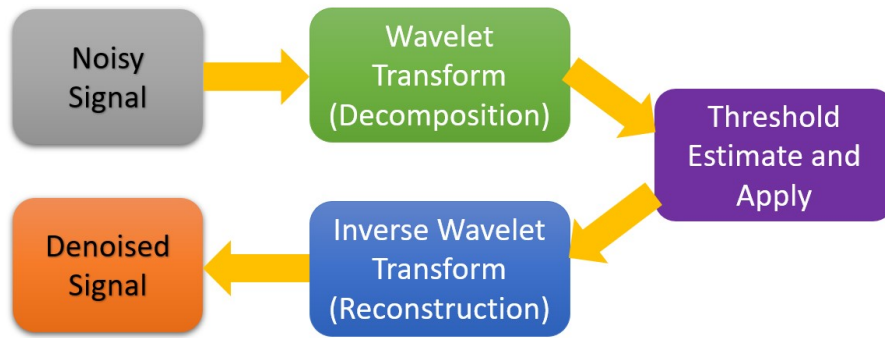 Noisy
Signal
Wavelet
Transform
(Decomposition)
Threshold
Estimate and
Apply
Inverse Wavelet
Transform
(Reconstruction)
Denoised
Signal